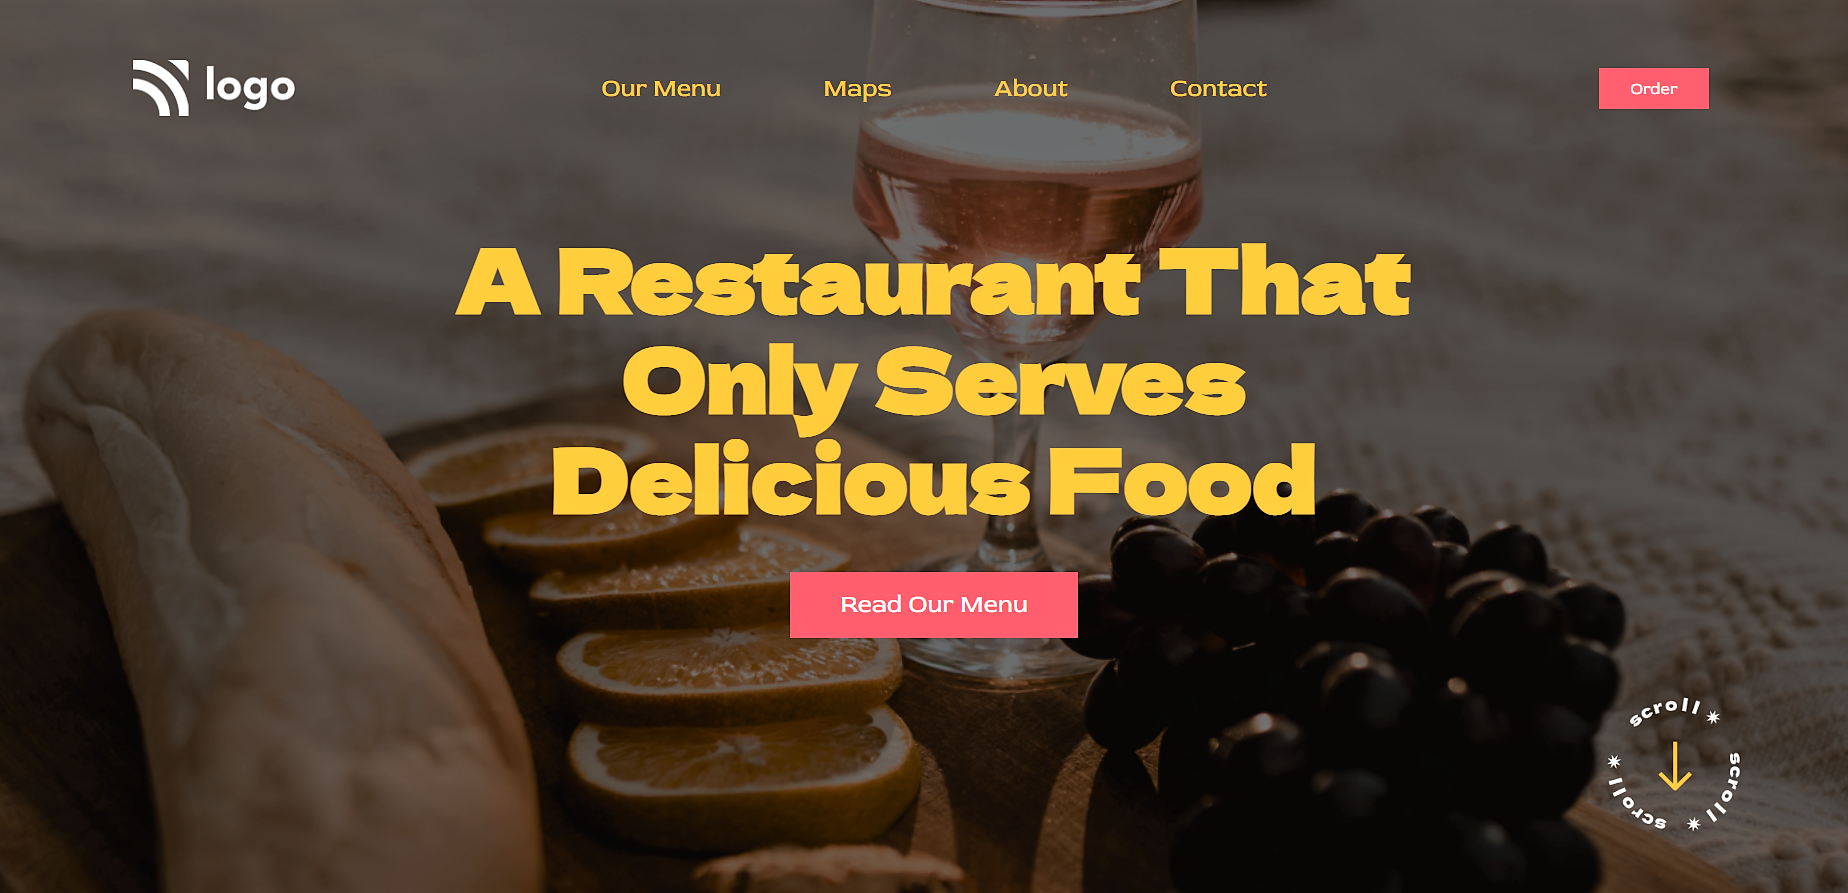 logo
Our Menu
Maps
About
Contact
Order
A Restaurant That
Only Serves
Delicious Food
Read Our Menu
scroll
scroll
scroll